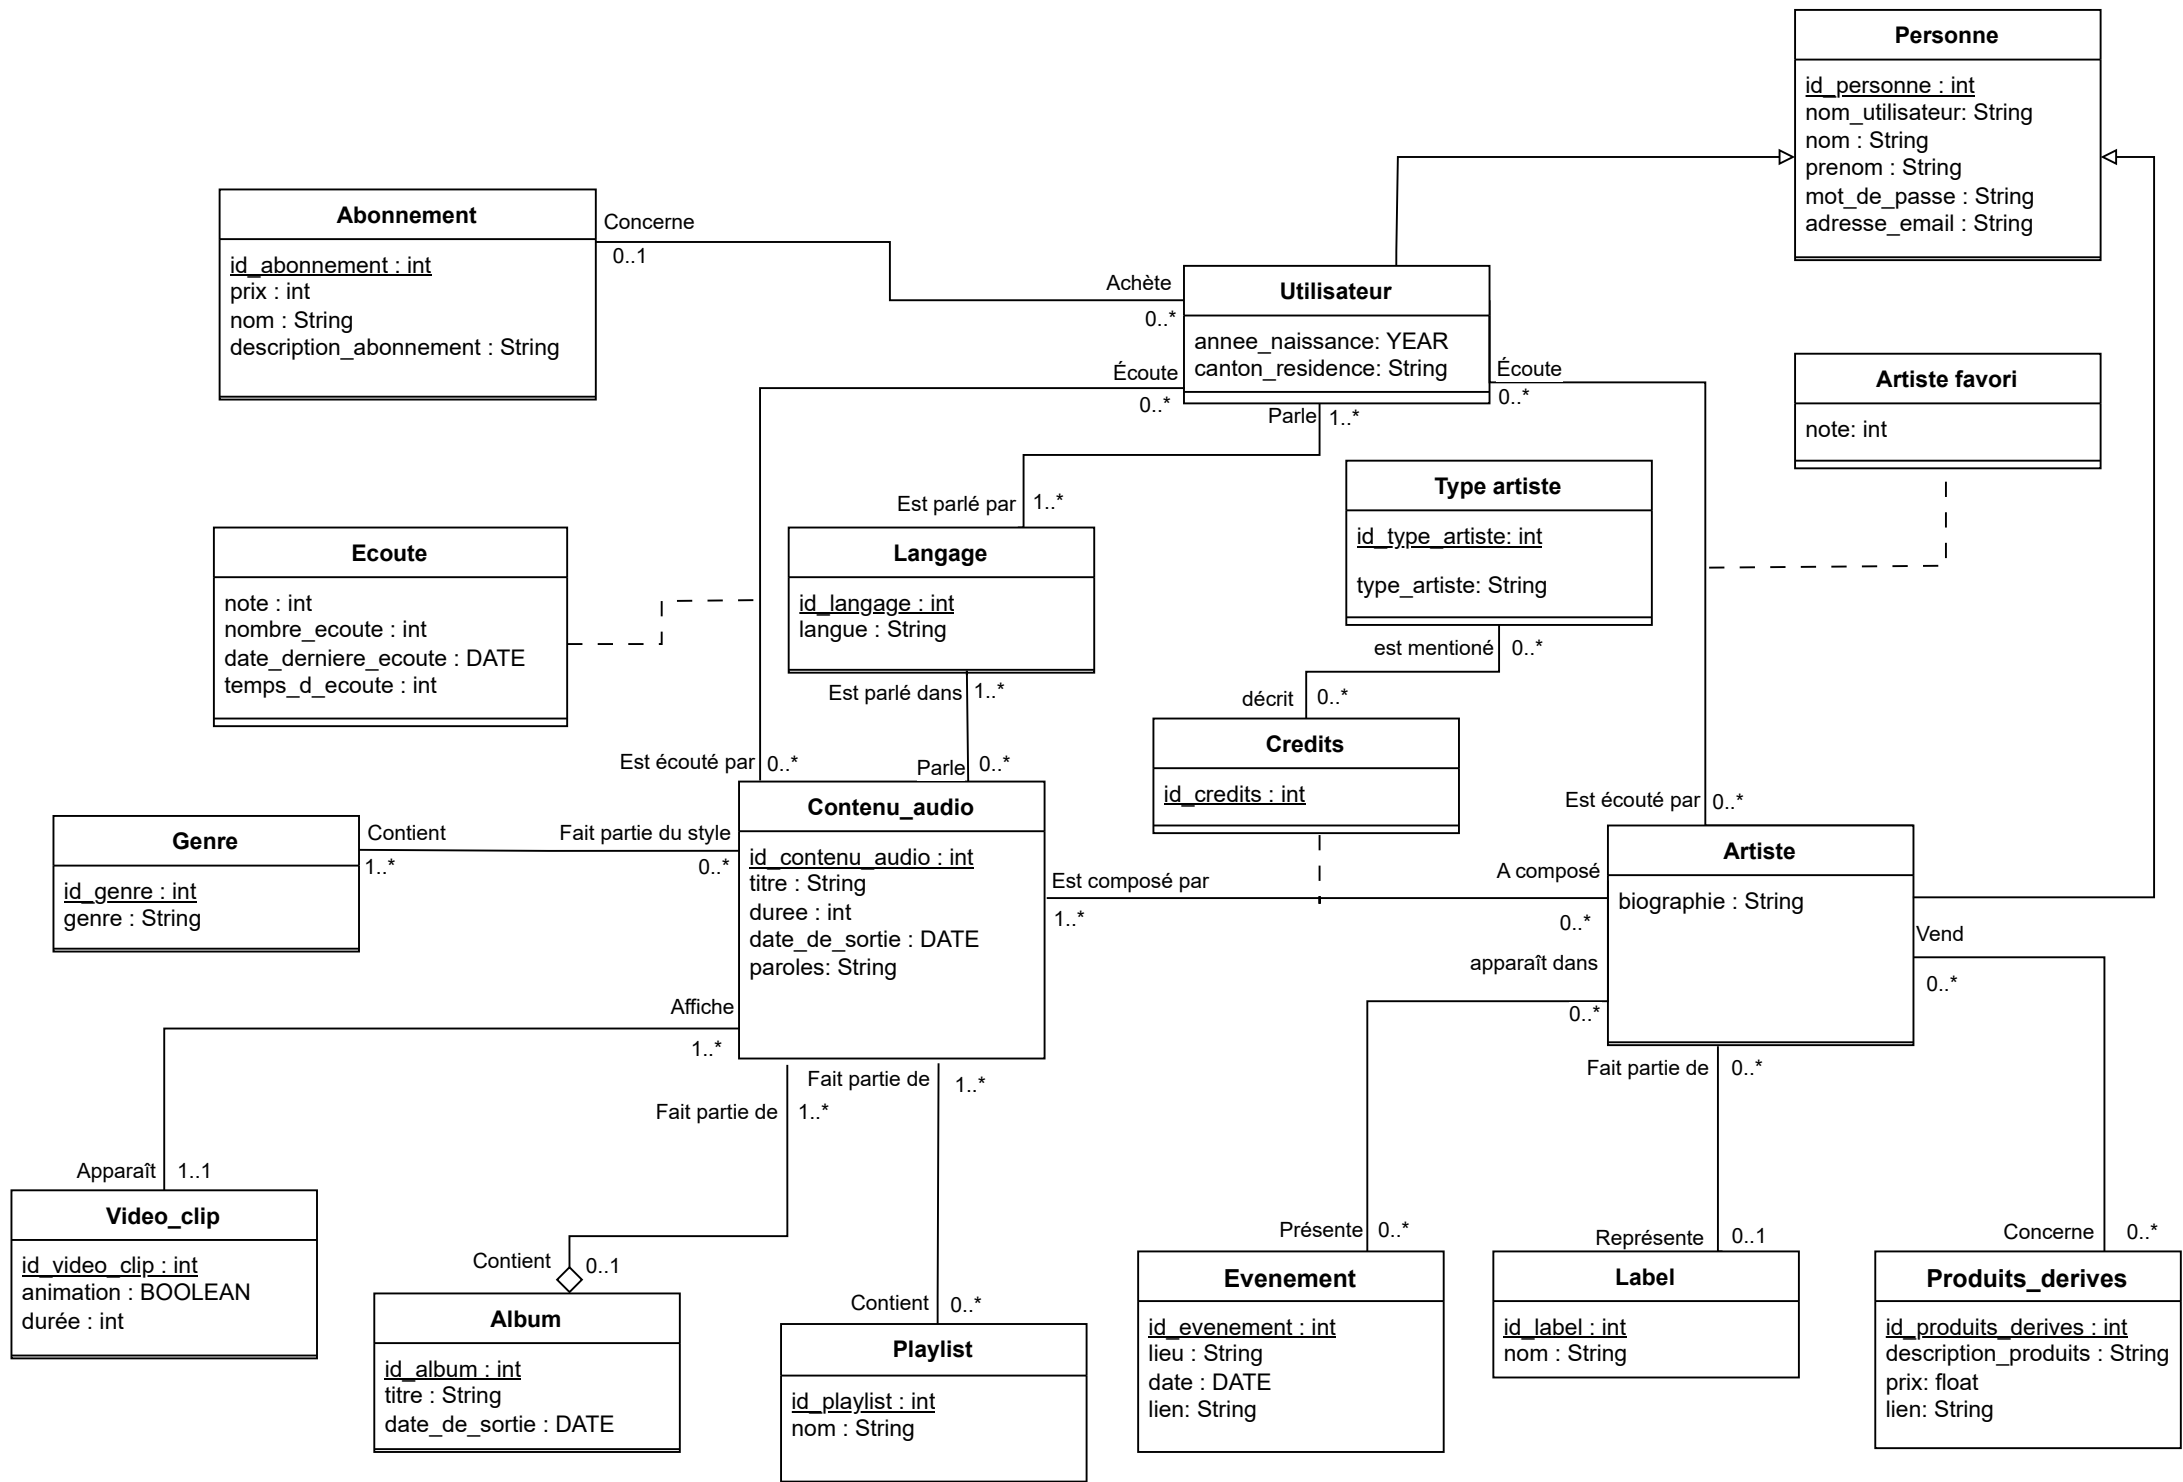 Personne
id_personne : int
nom_utilisateur: String
nom : String
prenom : String
mot_de_passe : String
adresse_email : String
Abonnement
id_abonnement : int
prix : int
nom : String
description_abonnement : String
Concerne
0..1
Achète
0..*
Utilisateur
annee_naissance: YEAR
canton_residence: String
Écoute
0..*
Écoute
0..*
Parle
1..*
Artiste favori
note: int
Type artiste
id_type_artiste: int
type_artiste: String
Est parlé par
1..*
Ecoute
note : int
nombre_ecoute : int
date_derniere_ecoute : DATE
temps_d_ecoute : int
Langage
id_langage : int
langue : String
est mentioné
0..*
décrit
0..*
Est parlé dans
1..*
Credits
id_credits : int
Est écouté par
0..*
Parle
0..*
Est écouté par
0..*
Genre
id_genre : int
genre : String
Contient
1..*
Fait partie du style
0..*
Contenu_audio
id_contenu_audio : int
titre : String
duree : int
date_de_sortie : DATE
paroles: String
Est composé par
1..*
A composé
0..*
Artiste
biographie : String
Vend
0..*
apparaît dans
0..*
Affiche
1..*
Fait partie de
1..*
Fait partie de
1..*
Fait partie de
0..*
Apparaît
1..1
Video_clip
id_video_clip : int
animation : BOOLEAN
durée : int
Contient
0..1
Album
id_album : int
titre : String
date_de_sortie : DATE
Contient
0..*
Playlist
id_playlist : int
nom : String
Présente
0..*
Evenement
id_evenement : int
lieu : String
date : DATE
lien: String
Représente
0..1
Label
id_label : int
nom : String
Concerne
0..*
Produits_derives
id_produits_derives : int
description_produits : String
prix: float
lien: String